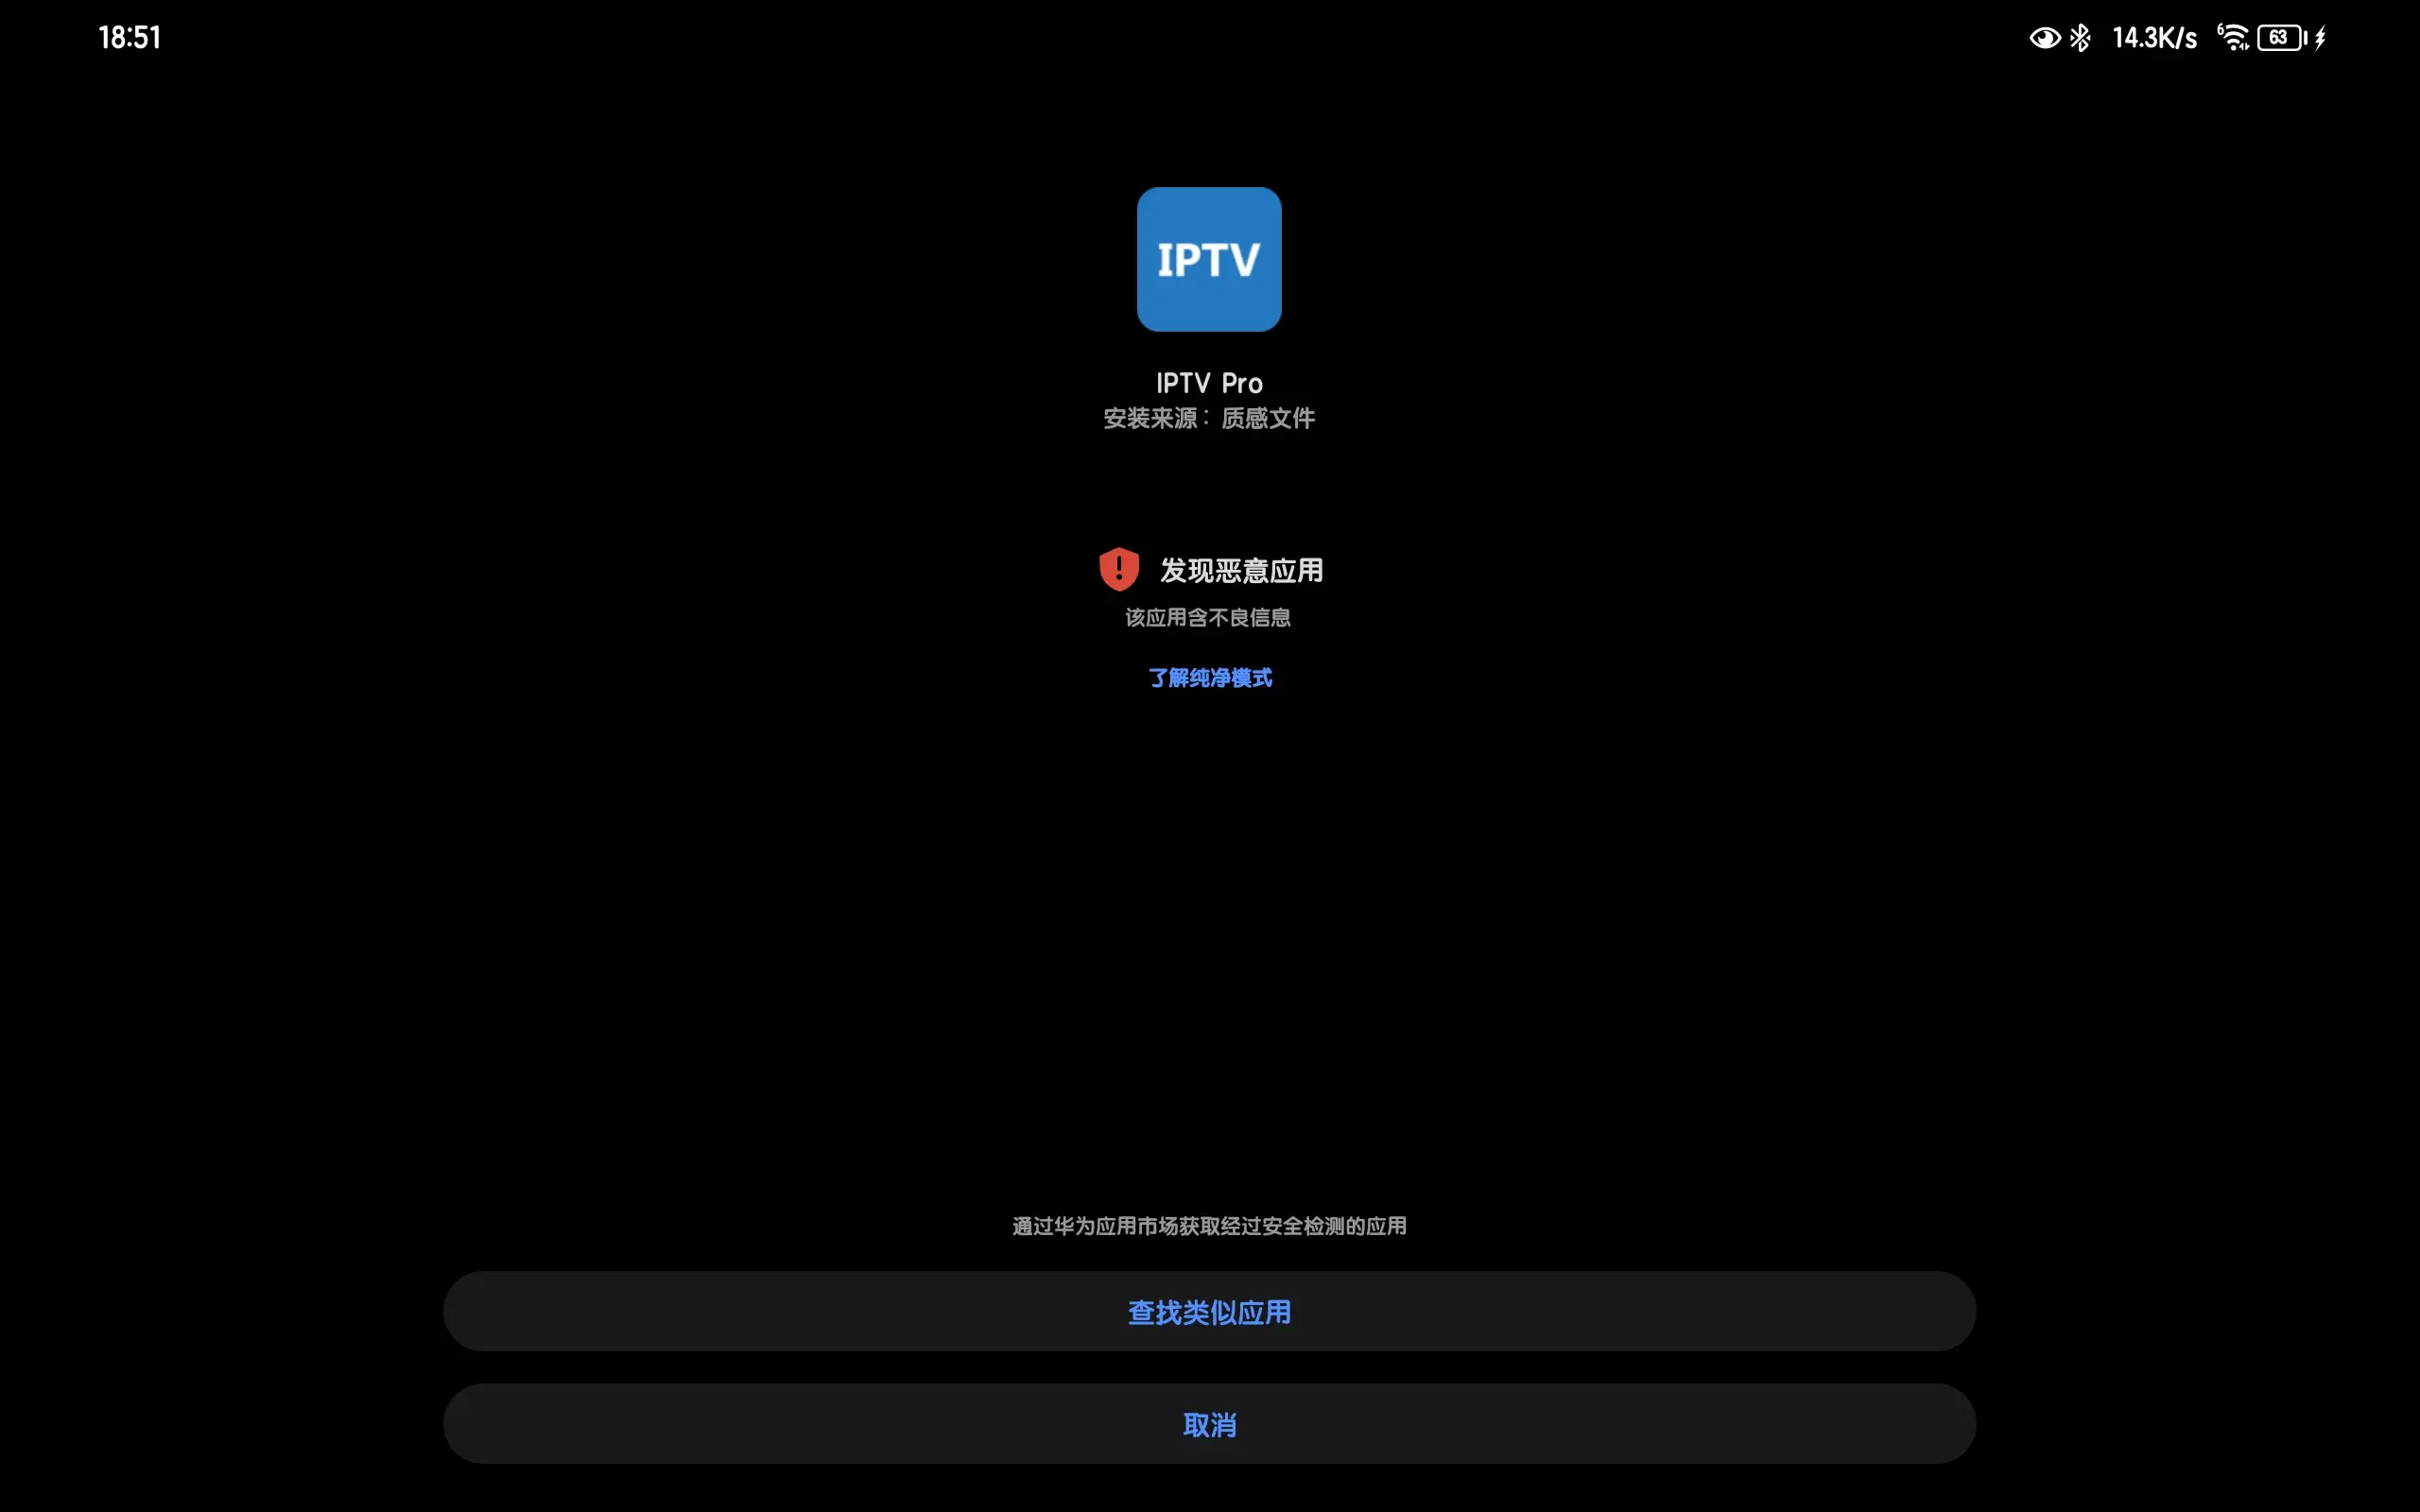 18:51
14.3K/s
6
63
IPTV
IPTV Pro
安装来源：质感文件
发现恶意应用
该应用含不良信息
了解纯净模式
通过华为应用市场获取经过安全检测的应用
查找类似应用
取消